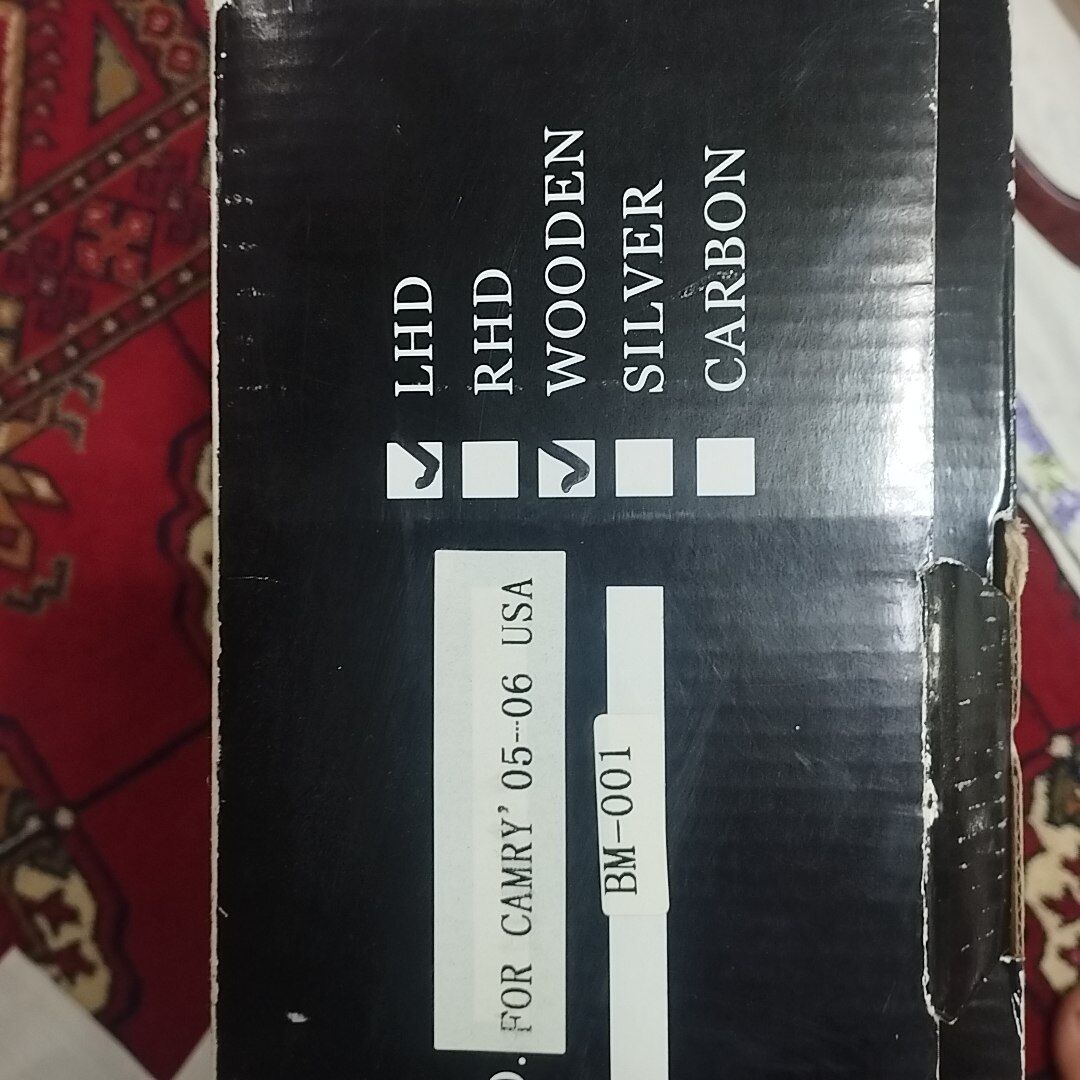 LHD
RHD
WOODEN
SILVER
CARBON
FOR CAMRY' 05--06 USA
BM-001